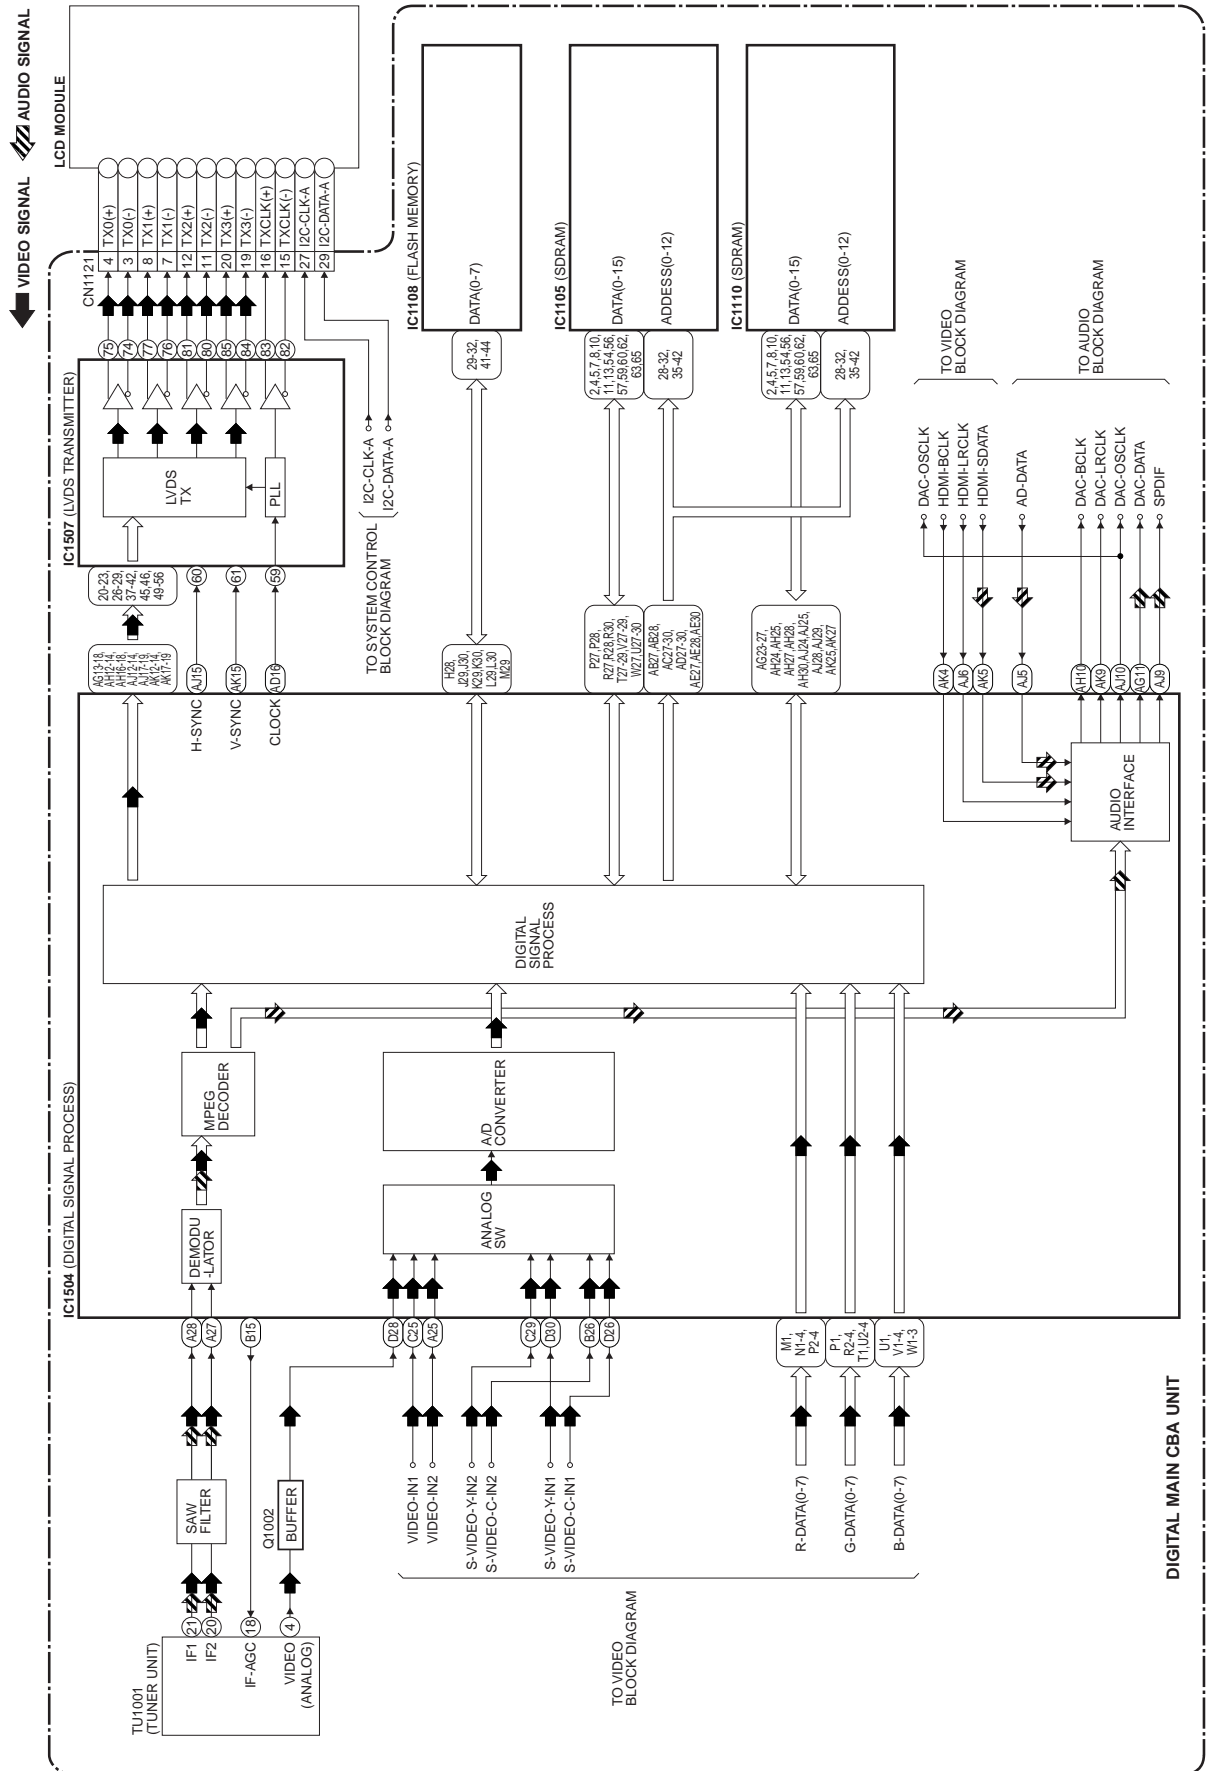 VIDEO SIGNAL
AUDIO SIGNAL
LCD MODULE
CN1121
4 TX0(+)
3 TX0(-)
8 TX1(+)
7 TX1(-)
12 TX2(+)
11 TX2(-)
20 TX3(+)
19 TX3(-)
16 TXCLK(+)
15 TXCLK(-)
27 I2C-CLK-A
29 I2C-DATA-A
75
74
77
76
81
80
85
84
83
82
IC1507 (LVDS TRANSMITTER)
LVDS
TX
PLL
I2C-CLK-A
I2C-DATA-A
TO SYSTEM CONTROL
BLOCK DIAGRAM
20-23,
26-29,
37-42,
45,46,
49-56
60
61
59
AG13-18,
AH12-14,
AH16-18,
AJ12-14,
AJ17-19,
AK12-14,
AK17-19
H-SYNC
AJ15
V-SYNC
AK15
CLOCK
AD16
IC1108 (FLASH MEMORY)
DATA(0-7)
29-32,
41-44
H28,
J29,J30,
K29,K30,
L29,L30
M29
IC1105 (SDRAM)
DATA(0-15)
ADDESS(0-12)
2,4,5,7,8,10,
11,13,54,56,
57,59,60,62,
63,65
28-32,
35-42
P27,P28,
R27,R28,R30,
T27-29,V27-29,
W27,U27-30
AB27,AB28,
AC27-30,
AD27-30,
AE27,AE28,AE30
IC1110 (SDRAM)
DATA(0-15)
ADDESS(0-12)
2,4,5,7,8,10,
11,13,54,56,
57,59,60,62,
63,65
28-32,
35-42
AG23-27,
AH24,AH25,
AH27,AH28,
AH30,AJ24,AJ25,
AJ28,AJ29,
AK25,AK27
TO VIDEO
BLOCK DIAGRAM
TO AUDIO
BLOCK DIAGRAM
DAC-OSCLK
HDMI-BCLK
HDMI-LRCLK
HDMI-SDATA
AD-DATA
DAC-BCLK
DAC-LRCLK
DAC-OSCLK
DAC-DATA
SPDIF
AK4
AJ6
AK5
AJ5
AH10
AK9
AJ10
AG11
AJ9
AUDIO
INTERFACE
DIGITAL
SIGNAL
PROCESS
IC1504 (DIGITAL SIGNAL PROCESS)
MPEG
DECODER
DEMODU
-LATOR
A/D
CONVERTER
ANALOG
SW
A28
A27
B15
D28
C25
A25
C29
D30
B26
D26
M1,
N1-4,
P2-4
P1,
R2-4,
T1,U2-4
U1,
V1-4,
W1-3
SAW
FILTER
Q1002
BUFFER
TU1001
(TUNER UNIT)
IF1
21
IF2
20
IF-AGC
18
VIDEO
(ANALOG)
4
VIDEO-IN1
VIDEO-IN2
S-VIDEO-Y-IN2
S-VIDEO-C-IN2
S-VIDEO-Y-IN1
S-VIDEO-C-IN1
R-DATA(0-7)
G-DATA(0-7)
B-DATA(0-7)
TO VIDEO
BLOCK DIAGRAM
DIGITAL MAIN CBA UNIT